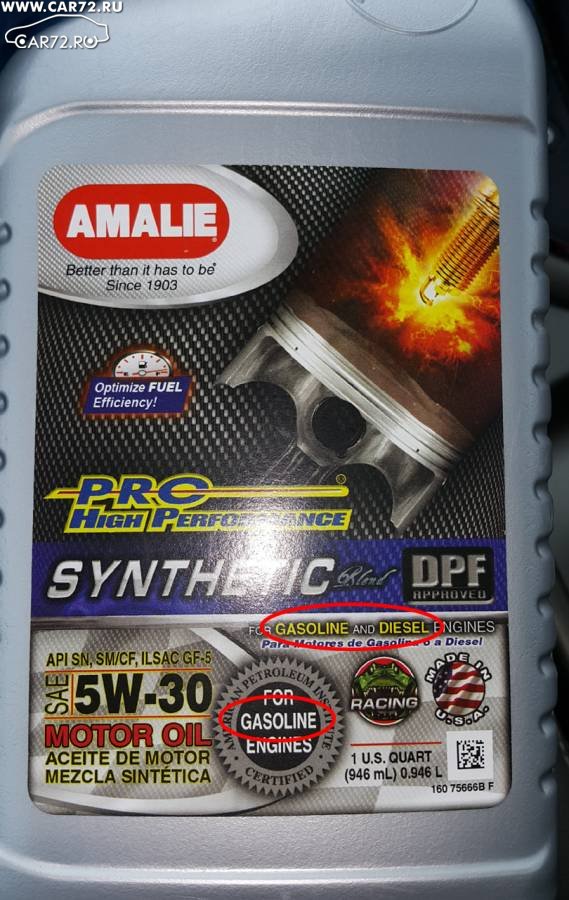 WWW.CAR72.RU
CAR72.RU
AMALIE
Better than it has to be®
Since 1903
Optimize FUEL
Efficiency!
PRO
HIGH PERFORMANCE
SYNTHETIC Blend
DPF
APPROVED
FOR GASOLINE AND DIESEL ENGINES
Para Motores de Gasolina o a Diesel
API SN, SM/CF, ILSAC GF-5
SAE 5W-30
MOTOR OIL
ACEITE DE MOTOR
MEZCLA SINTÉTICA
AMERICAN PETROLEUM INSTITUTE
FOR
GASOLINE
ENGINES
CERTIFIED
RACING
MADE IN
U.S.A.
1 U.S. QUART
(946 mL) 0.946 L
160 75666B F